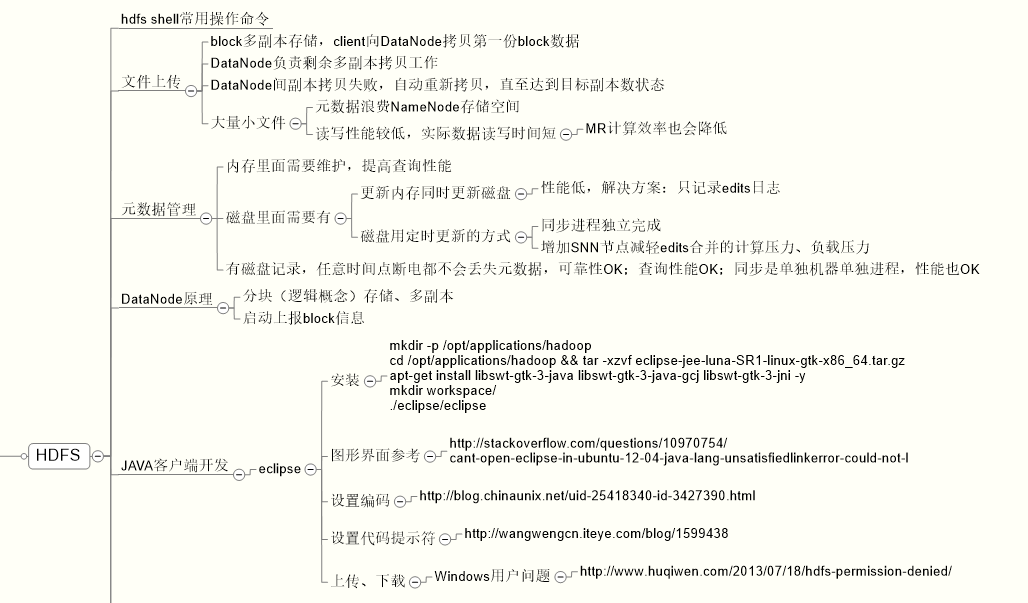 hdfs shell常用操作命令
文件上传
block多副本存储，client向DataNode拷贝第一份block数据
DataNode负责剩余多副本拷贝工作
DataNode间副本拷贝失败，自动重新拷贝，直至达到目标副本数状态
大量小文件
元数据浪费NameNode存储空间
读写性能较低，实际数据读写时间短
MR计算效率也会降低
元数据管理
内存里面需要维护，提高查询性能
磁盘里面需要有
更新内存同时更新磁盘
性能低，解决方案：只记录edits日志
磁盘用定时更新的方式
同步进程独立完成
增加SNN节点减轻edits合并的计算压力、负载压力
有磁盘记录，任意时间点断电都不会丢失元数据，可靠性OK；查询性能OK；同步是单独机器单独进程，性能也OK
DataNode原理
分块（逻辑概念）存储、多副本
启动上报block信息
HDFS
JAVA客户端开发
eclipse
安装
mkdir -p /opt/applications/hadoop
cd /opt/applications/hadoop && tar -xzvf eclipse-jee-luna-SR1-linux-gtk-x86_64.tar.gz
apt-get install libswt-gtk-3-java libswt-gtk-3-java-gcj libswt-gtk-3-jni -y
mkdir workspace/
./eclipse/eclipse
图形界面参考
http://stackoverflow.com/questions/10970754/
cant-open-eclipse-in-ubuntu-12-04-java-lang-unsatisfiedlinkerror-could-not-l
设置编码
http://blog.chinaunix.net/uid-25418340-id-3427390.html
设置代码提示符
http://wangwengcn.iteye.com/blog/1599438
上传、下载
Windows用户问题
http://www.huqiwen.com/2013/07/18/hdfs-permission-denied/